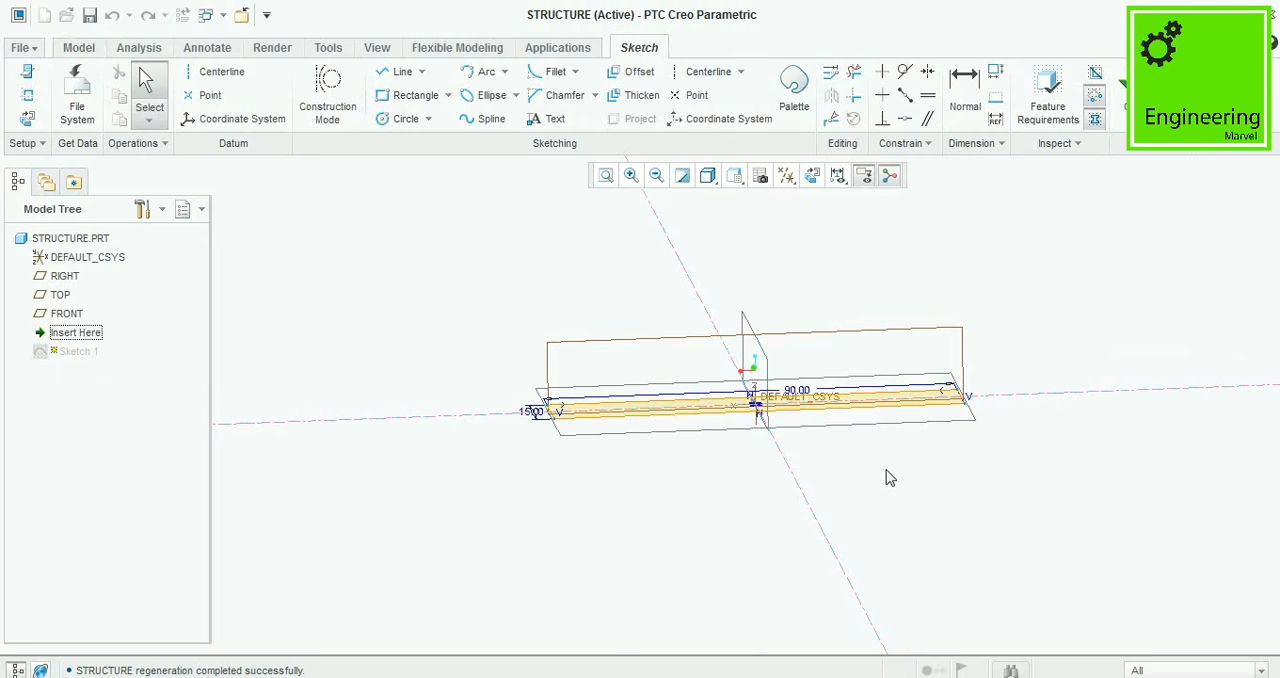 STRUCTURE (Active) - PTC Creo Parametric
File Model Analysis Annotate Render Tools View Flexible Modeling Applications Sketch
Centerline Line Arc Fillet Offset Centerline
Point Rectangle Ellipse Chamfer Thicken Point
Coordinate System Circle Spline Text Project Coordinate System
File System
Select
Construction Mode
Palette
Normal
REF
Feature Requirements
Setup Get Data Operations Datum Sketching Editing Constrain Dimension Inspect
Engineering
Marvel
Model Tree
STRUCTURE.PRT
DEFAULT_CSYS
RIGHT
TOP
FRONT
Insert Here
Sketch 1
90.00
DEFAULT_CSYS
15.00
V
V
STRUCTURE regeneration completed successfully.
All